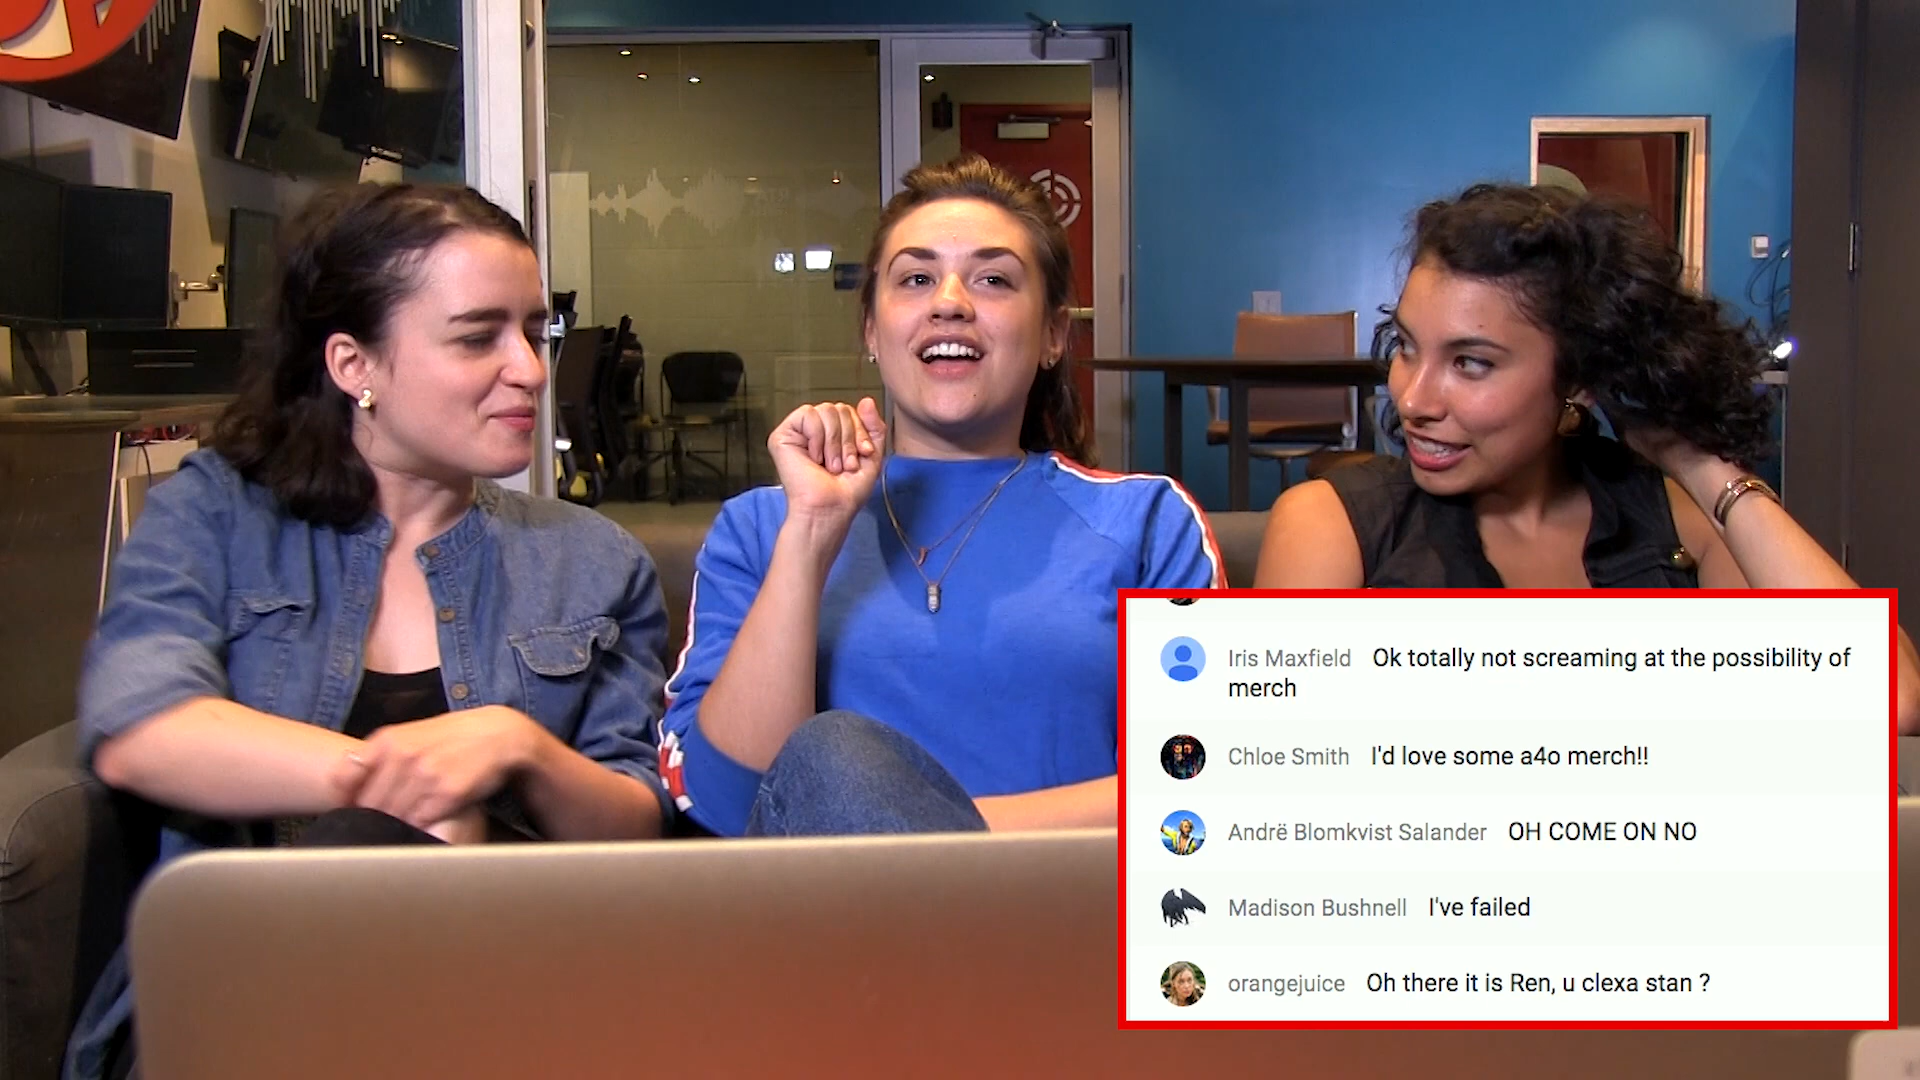 Iris Maxfield Ok totally not screaming at the possibility of
merch
Chloe Smith I'd love some a4o merch!!
Andrë Blomkvist Salander OH COME ON NO
Madison Bushnell I've failed
orangejuice Oh there it is Ren, u clexa stan ?